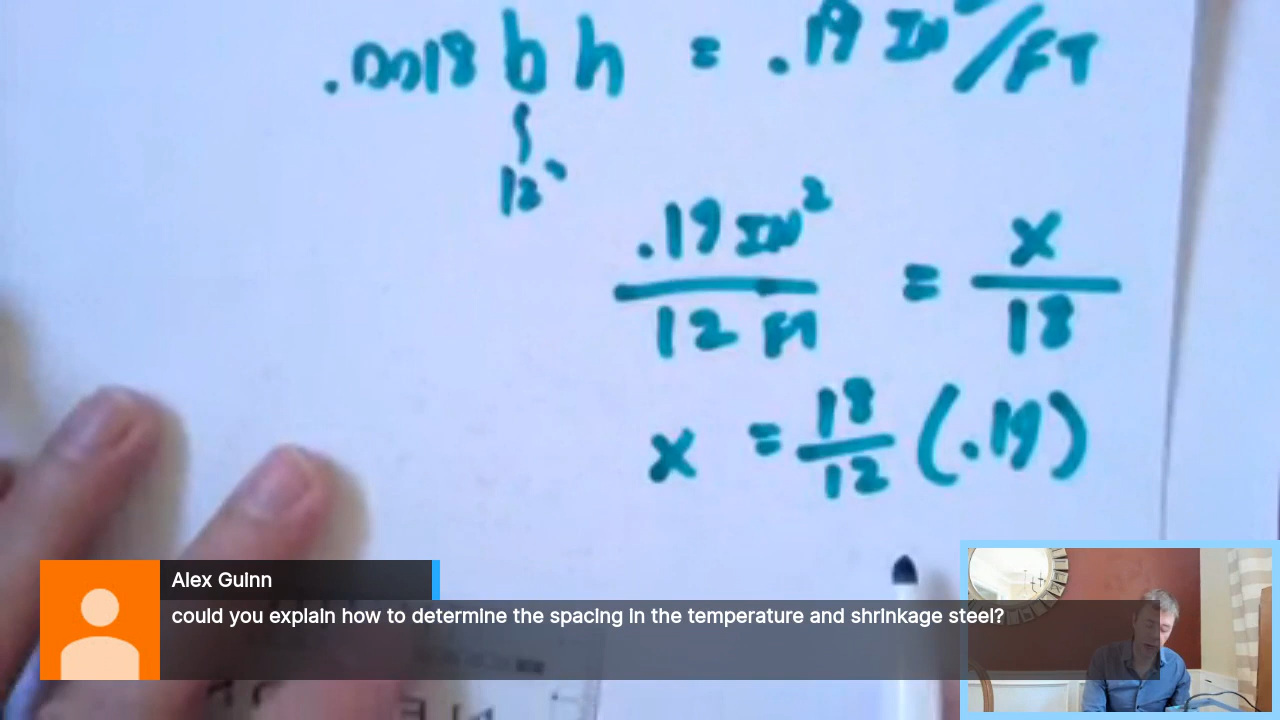 .0018 b h = .19 IN²/FT
12"
.19 IN² / 12 = x / 18
x = 18/12 (.19)
Alex Guinn
could you explain how to determine the spacing in the temperature and shrinkage steel?